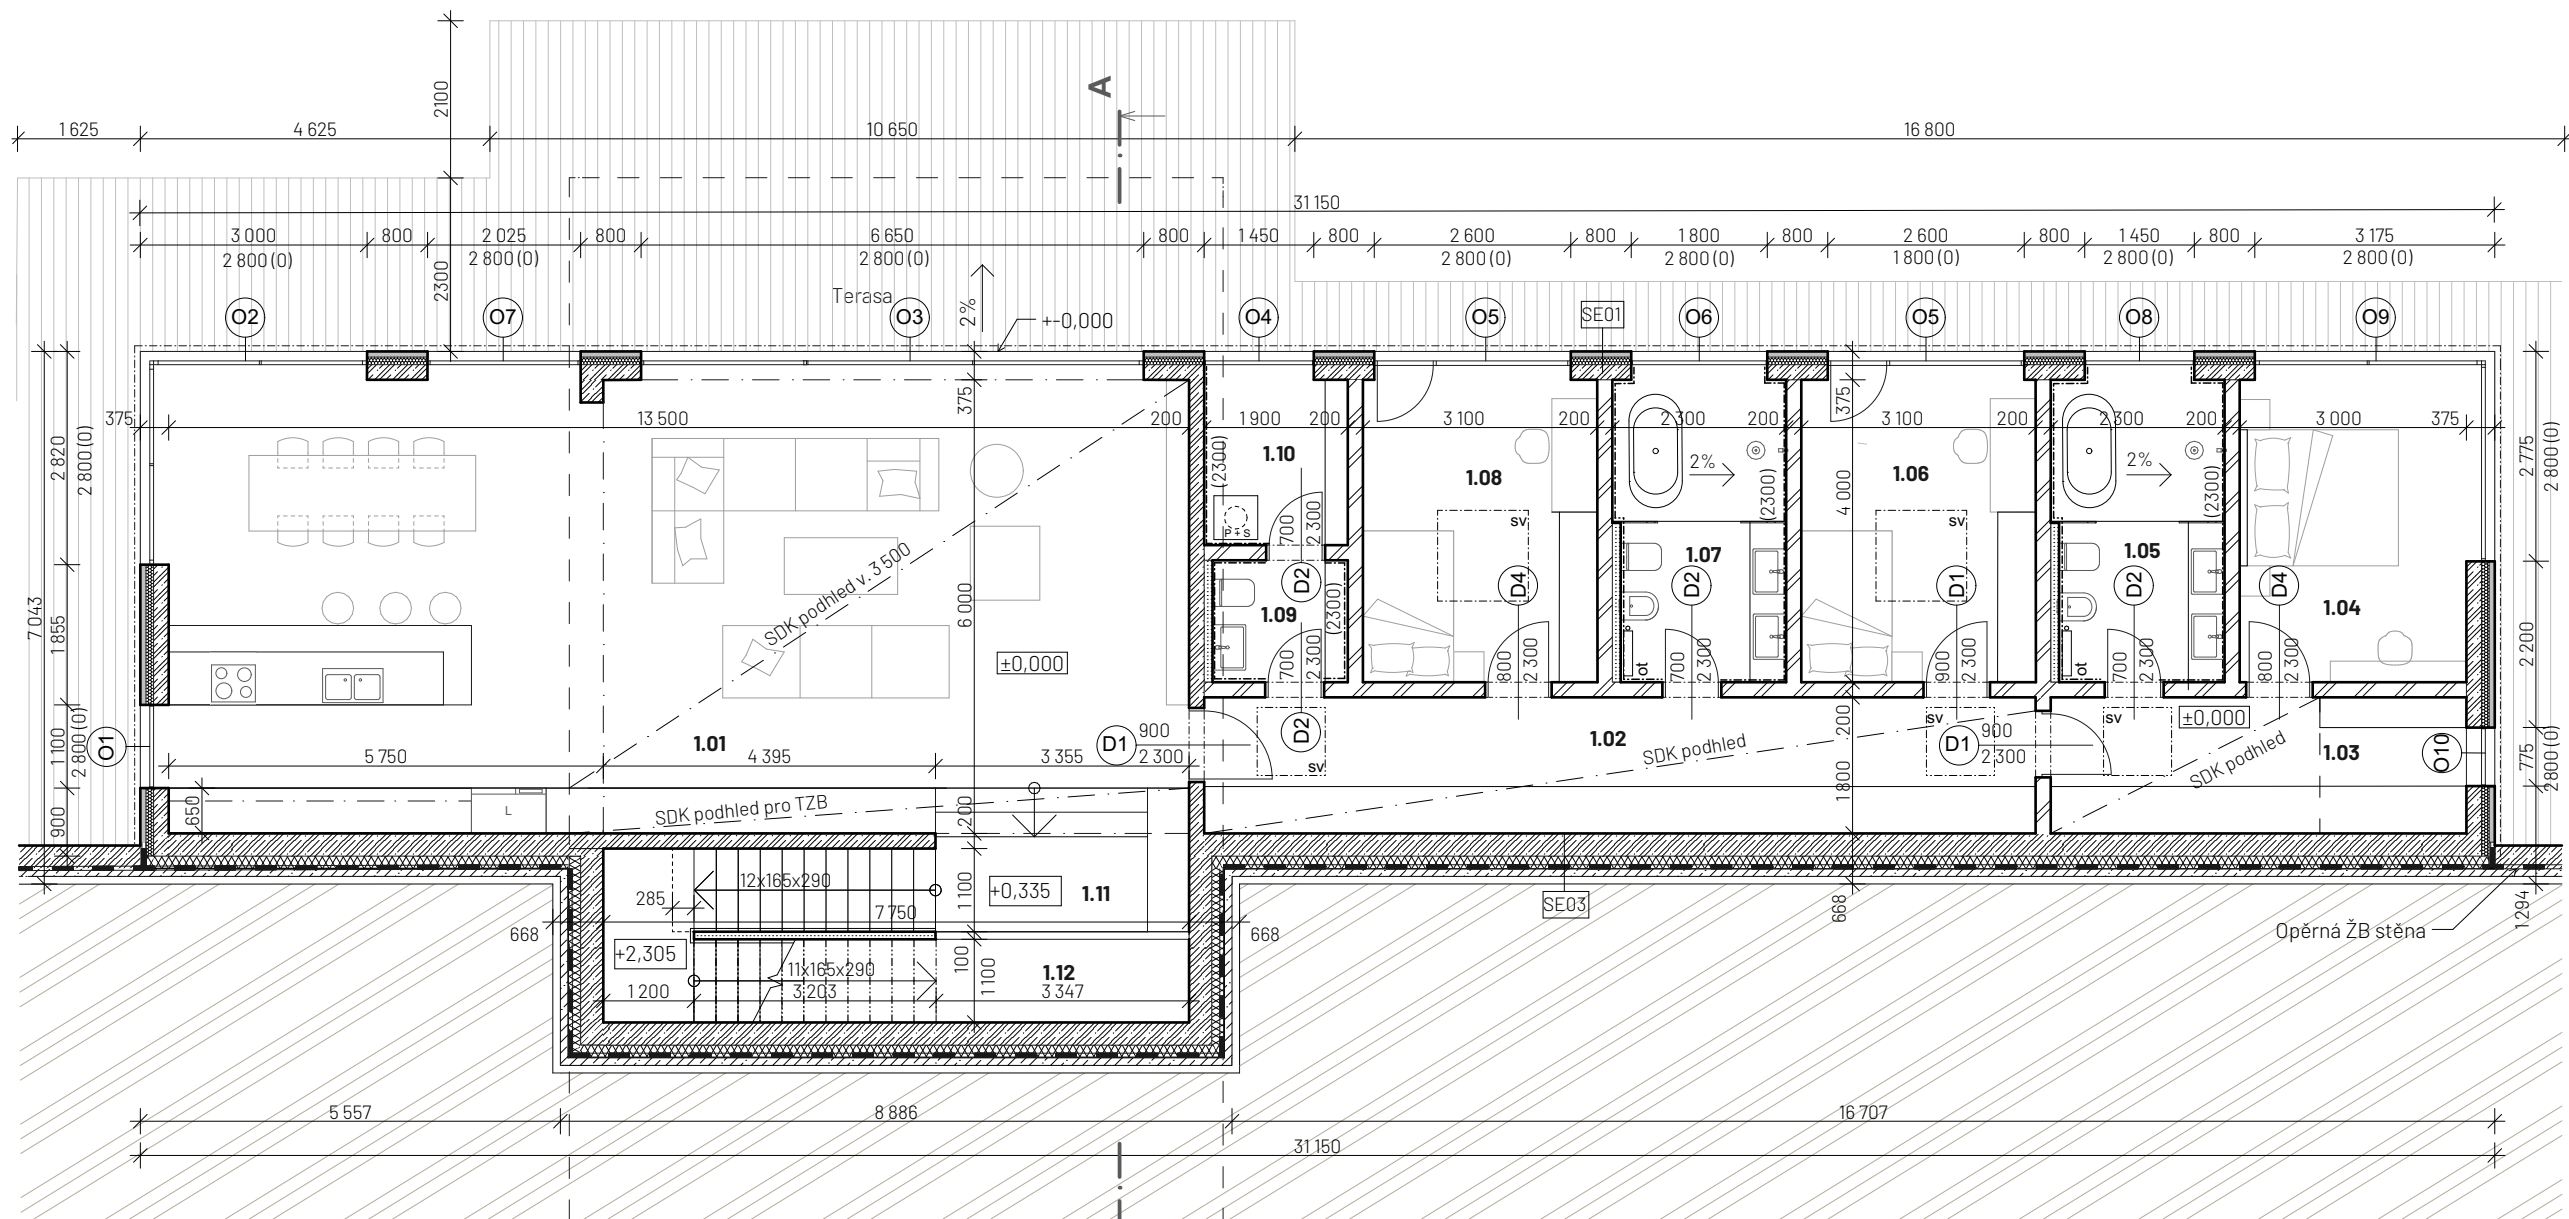 2100
A
1 625
4 625
10 650
16 800
31 150
3 000
800
2 025
800
6 650
800
1 450
800
2 600
800
1 800
800
2 600
800
1 450
800
3 175
2 800 (0)
2 800 (0)
2 800 (0)
2 800 (0)
2 800 (0)
1 800 (0)
2 800 (0)
2 800 (0)
2300
Terasa
2%
+-0,000
O2
O7
O3
O4
O5
SE01
O6
O5
O8
O9
375
375
375
13 500
200
1 900
200
3 100
200
2 300
200
3 100
200
2 300
200
3 000
375
7 043
2 820
2 800 (0)
1 855
1 100
2 800 (0)
900
2 775
2 800 (0)
2 200
775
2 800 (0)
1294
(2300)
1.10
1.08
2%
(2300)
1.06
4 000
2%
(2300)
P + S
700
2 300
sv
sv
1.07
1.05
D2
D4
D2
D1
D2
D4
1.09
(2300)
1.04
SDK podhled v. 3 500
6 000
±0,000
700
2 300
800
2 300
ot
700
2 300
900
2 300
ot
700
2 300
800
2 300
O1
1.01
5 750
4 395
3 355
D1
900
2 300
D2
sv
1.02
200
SDK podhled
sv
D1
900
2 300
sv
±0,000
SDK podhled
1.03
O10
650
L
SDK podhled pro TZB
200
1 800
12x165x290
285
7 750
1 100
+0,335
1.11
SE03
668
668
668
668
Opěrná ŽB stěna
+2,305
11x165x290
100
1100
1.12
1 200
3 203
3 347
5 557
8 886
16 707
31 150